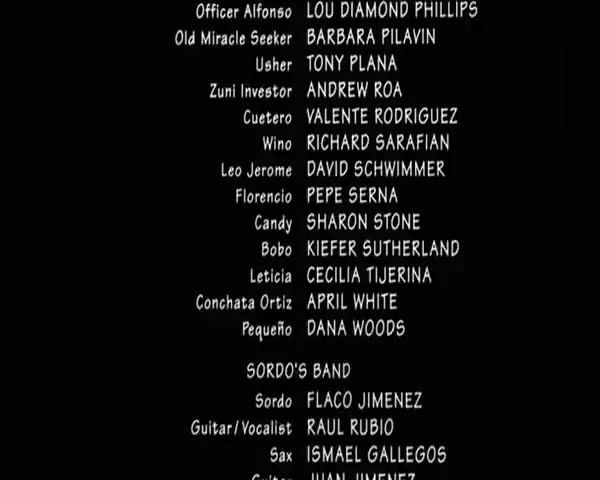 Officer Alfonso LOU DIAMOND PHILLIPS
Old Miracle Seeker BARBARA PILAVIN
Usher TONY PLANA
Zuni Investor ANDREW ROA
Cuetero VALENTE RODRIGUEZ
Wino RICHARD SARAFIAN
Leo Jerome DAVID SCHWIMMER
Florencio PEPE SERNA
Candy SHARON STONE
Bobo KIEFER SUTHERLAND
Leticia CECILIA TIJERINA
Conchata Ortiz APRIL WHITE
Pequeño DANA WOODS
SORDO'S BAND
Sordo FLACO JIMENEZ
Guitar/Vocalist RAUL RUBIO
Sax ISMAEL GALLEGOS
Guitar JUAN JIMENEZ